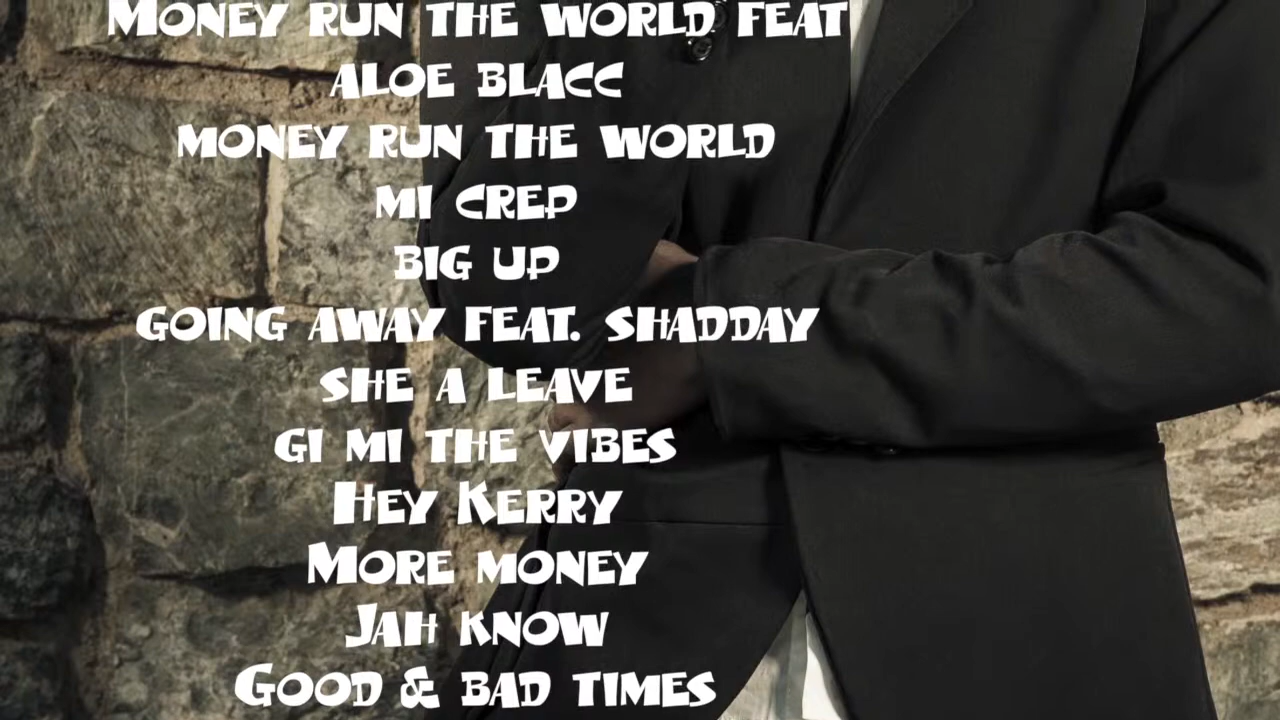 Money run the world feat
aloe blacc
money run the world
mi crep
big up
going away feat. shadday
she a leave
gi mi the vibes
Hey Kerry
More money
Jah know
Good & bad times